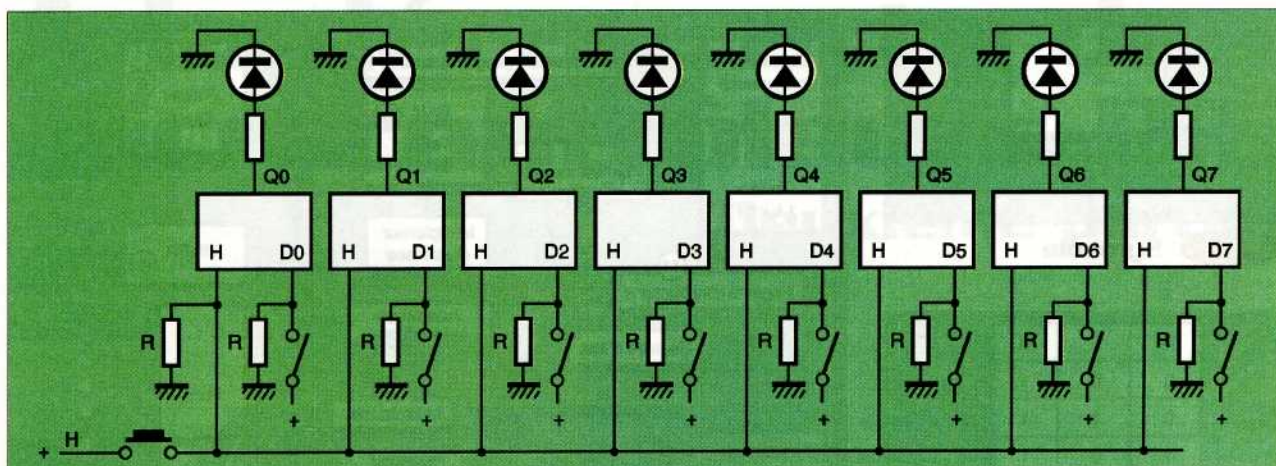 Q0 Q1 Q2 Q3 Q4 Q5 Q6 Q7
H D0 H D1 H D2 H D3 H D4 H D5 H D6 H D7
R R R R R R R R R
+ + + + + + + +
+ H